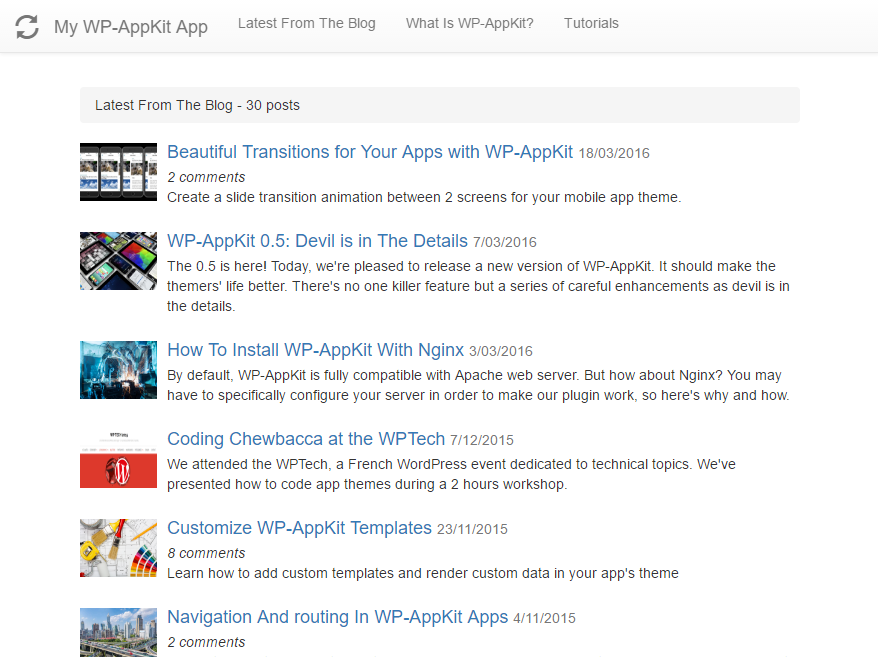 My WP-AppKit App Latest From The Blog What Is WP-AppKit? Tutorials
Latest From The Blog - 30 posts
Beautiful Transitions for Your Apps with WP-AppKit 18/03/2016
2 comments
Create a slide transition animation between 2 screens for your mobile app theme.
WP-AppKit 0.5: Devil is in The Details 7/03/2016
The 0.5 is here! Today, we're pleased to release a new version of WP-AppKit. It should make the
themers' life better. There's no one killer feature but a series of careful enhancements as devil is in
the details.
How To Install WP-AppKit With Nginx 3/03/2016
By default, WP-AppKit is fully compatible with Apache web server. But how about Nginx? You may
have to specifically configure your server in order to make our plugin work, so here's why and how.
Coding Chewbacca at the WPTech 7/12/2015
We attended the WPTech, a French WordPress event dedicated to technical topics. We've
presented how to code app themes during a 2 hours workshop.
Customize WP-AppKit Templates 23/11/2015
8 comments
Learn how to add custom templates and render custom data in your app's theme
Navigation And routing In WP-AppKit Apps 4/11/2015
2 comments